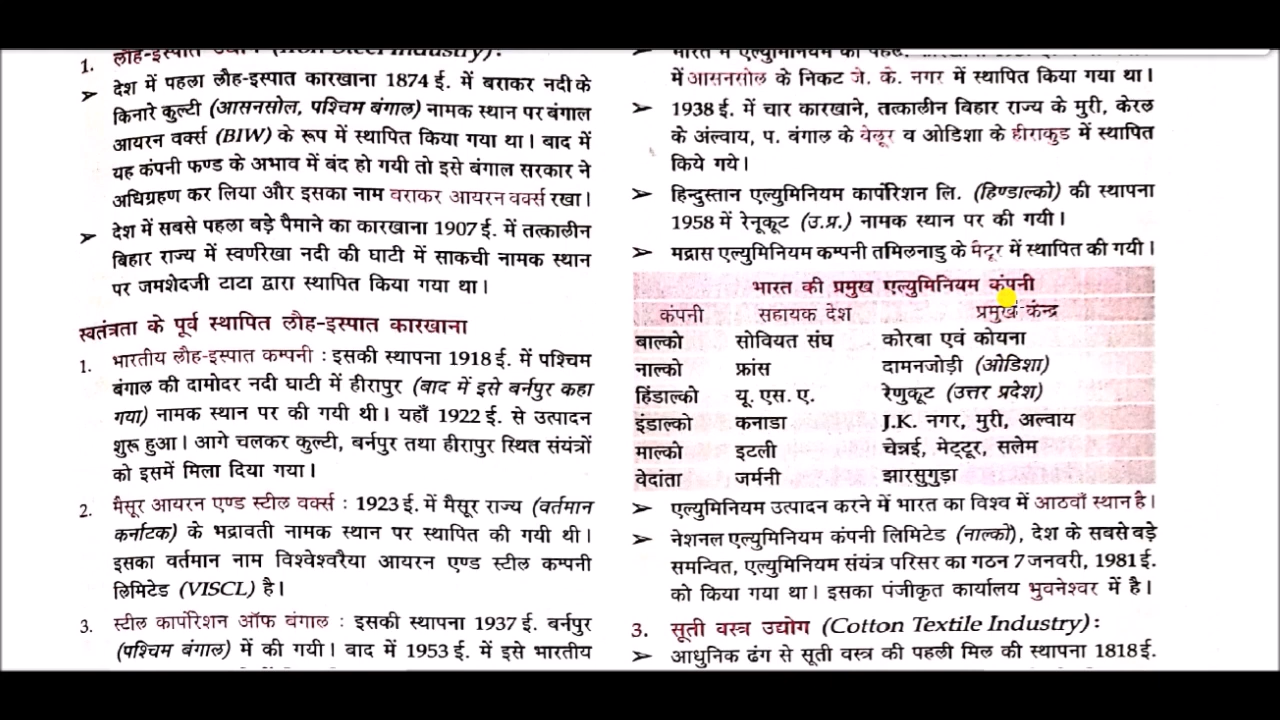 1. लौह-इस्पात (Iron Steel Industry) :
➢ देश में पहला लौह-इस्पात कारखाना 1874 ई. में बराकर नदी के
किनारे कुल्टी (आसनसोल, पश्चिम बंगाल) नामक स्थान पर बंगाल
आयरन वर्क्स (BIW) के रूप में स्थापित किया गया था। बाद में
यह कंपनी फण्ड के अभाव में बंद हो गयी तो इसे बंगाल सरकार ने
अधिग्रहण कर लिया और इसका नाम वराकर आयरन वर्क्स रखा।
➢ देश में सबसे पहला बड़े पैमाने का कारखाना 1907 ई. में तत्कालीन
बिहार राज्य में स्वर्णरेखा नदी की घाटी में साकची नामक स्थान
पर जमशेदजी टाटा द्वारा स्थापित किया गया था।
स्वतंत्रता के पूर्व स्थापित लौह-इस्पात कारखाना
1. भारतीय लौह-इस्पात कम्पनी : इसकी स्थापना 1918 ई. में पश्चिम
बंगाल की दामोदर नदी घाटी में हीरापुर (बाद में इसे बर्नपुर कहा
गया) नामक स्थान पर की गयी थी। यहाँ 1922 ई. से उत्पादन
शुरू हुआ। आगे चलकर कुल्टी, बर्नपुर तथा हीरापुर स्थित संयंत्रों
को इसमें मिला दिया गया।
2. मैसूर आयरन एण्ड स्टील वर्क्स : 1923 ई. में मैसूर राज्य (वर्तमान
कर्नाटक) के भद्रावती नामक स्थान पर स्थापित की गयी थी।
इसका वर्तमान नाम विश्वेश्वरैया आयरन एण्ड स्टील कम्पनी
लिमिटेड (VISCL) है।
3. स्टील कार्पोरेशन ऑफ बंगाल : इसकी स्थापना 1937 ई. बर्नपुर
(पश्चिम बंगाल) में की गयी। बाद में 1953 ई. में इसे भारतीय
➢ भारत में एल्युमिनियम का
में आसनसोल के निकट जे. के. नगर में स्थापित किया गया था।
➢ 1938 ई. में चार कारखाने, तत्कालीन बिहार राज्य के मुरी, केरल
के अंल्वाय, प. बंगाल के वेलूर व ओडिशा के हीराकुड में स्थापित
किये गये।
➢ हिन्दुस्तान एल्युमिनियम कार्पोरेशन लि. (हिण्डाल्को) की स्थापना
1958 में रेनूकूट (उ.प्र.) नामक स्थान पर की गयी।
➢ मद्रास एल्युमिनियम कम्पनी तमिलनाडु के मैटूर में स्थापित की गयी।
भारत की प्रमुख एल्युमिनियम कंपनी
कंपनी सहायक देश प्रमुख केन्द्र
बाल्को सोवियत संघ कोरबा एवं कोयना
नाल्को फ्रांस दामनजोड़ी (ओडिशा)
हिंडाल्को यू. एस. ए. रेणुकूट (उत्तर प्रदेश)
इंडाल्को कनाडा J.K. नगर, मुरी, अल्वाय
माल्को इटली चेन्नई, मेट्टूर, सलेम
वेदांता जर्मनी झारसुगुड़ा
➢ एल्युमिनियम उत्पादन करने में भारत का विश्व में आठवाँ स्थान है।
➢ नेशनल एल्युमिनियम कंपनी लिमिटेड (नाल्को), देश के सबसे बड़े
समन्वित, एल्युमिनियम संयंत्र परिसर का गठन 7 जनवरी, 1981 ई.
को किया गया था। इसका पंजीकृत कार्यालय भुवनेश्वर में है।
3. सूती वस्त्र उद्योग (Cotton Textile Industry) :
➢ आधुनिक ढंग से सूती वस्त्र की पहली मिल की स्थापना 1818 ई.